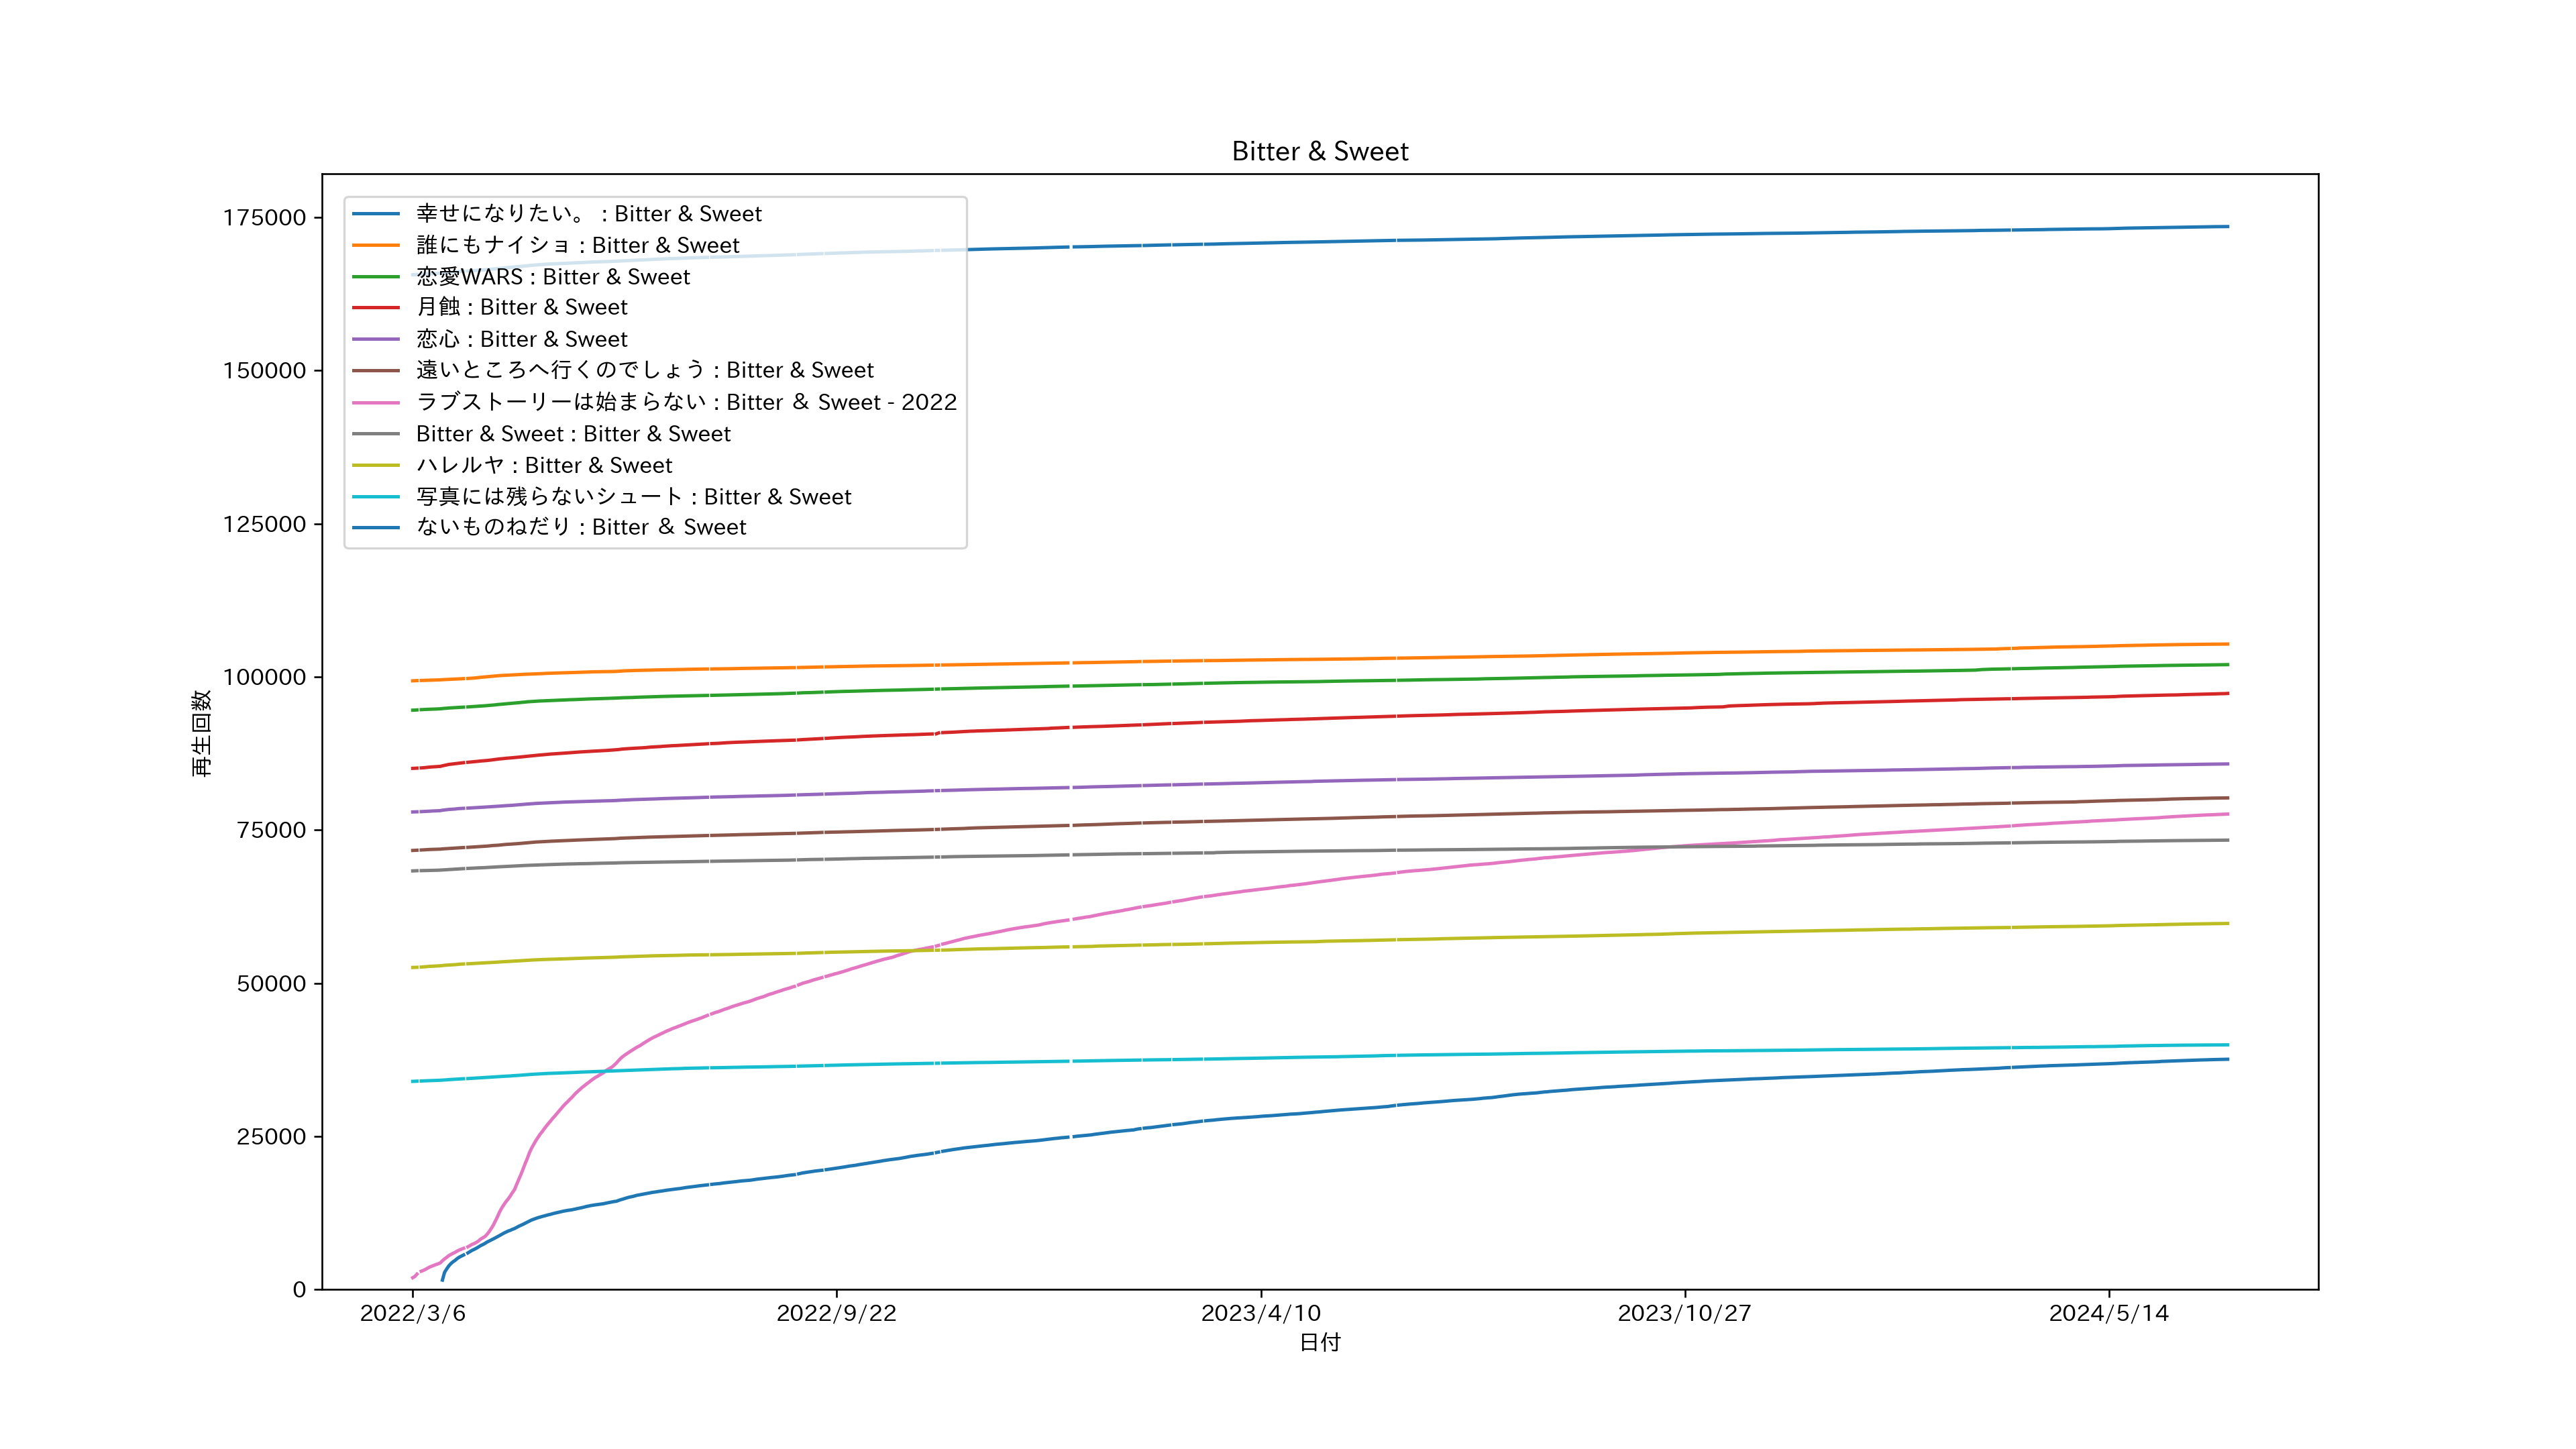 Bitter & Sweet
175000
150000
125000
100000
75000
50000
25000
0
再生回数
幸せになりたい。 : Bitter & Sweet
誰にもナイショ : Bitter & Sweet
恋愛WARS : Bitter & Sweet
月蝕 : Bitter & Sweet
恋心 : Bitter & Sweet
遠いところへ行くのでしょう : Bitter & Sweet
ラブストーリーは始まらない : Bitter ＆ Sweet - 2022
Bitter & Sweet : Bitter & Sweet
ハレルヤ : Bitter & Sweet
写真には残らないシュート : Bitter & Sweet
ないものねだり : Bitter ＆ Sweet
2022/3/6 2022/9/22 2023/4/10 2023/10/27 2024/5/14
日付